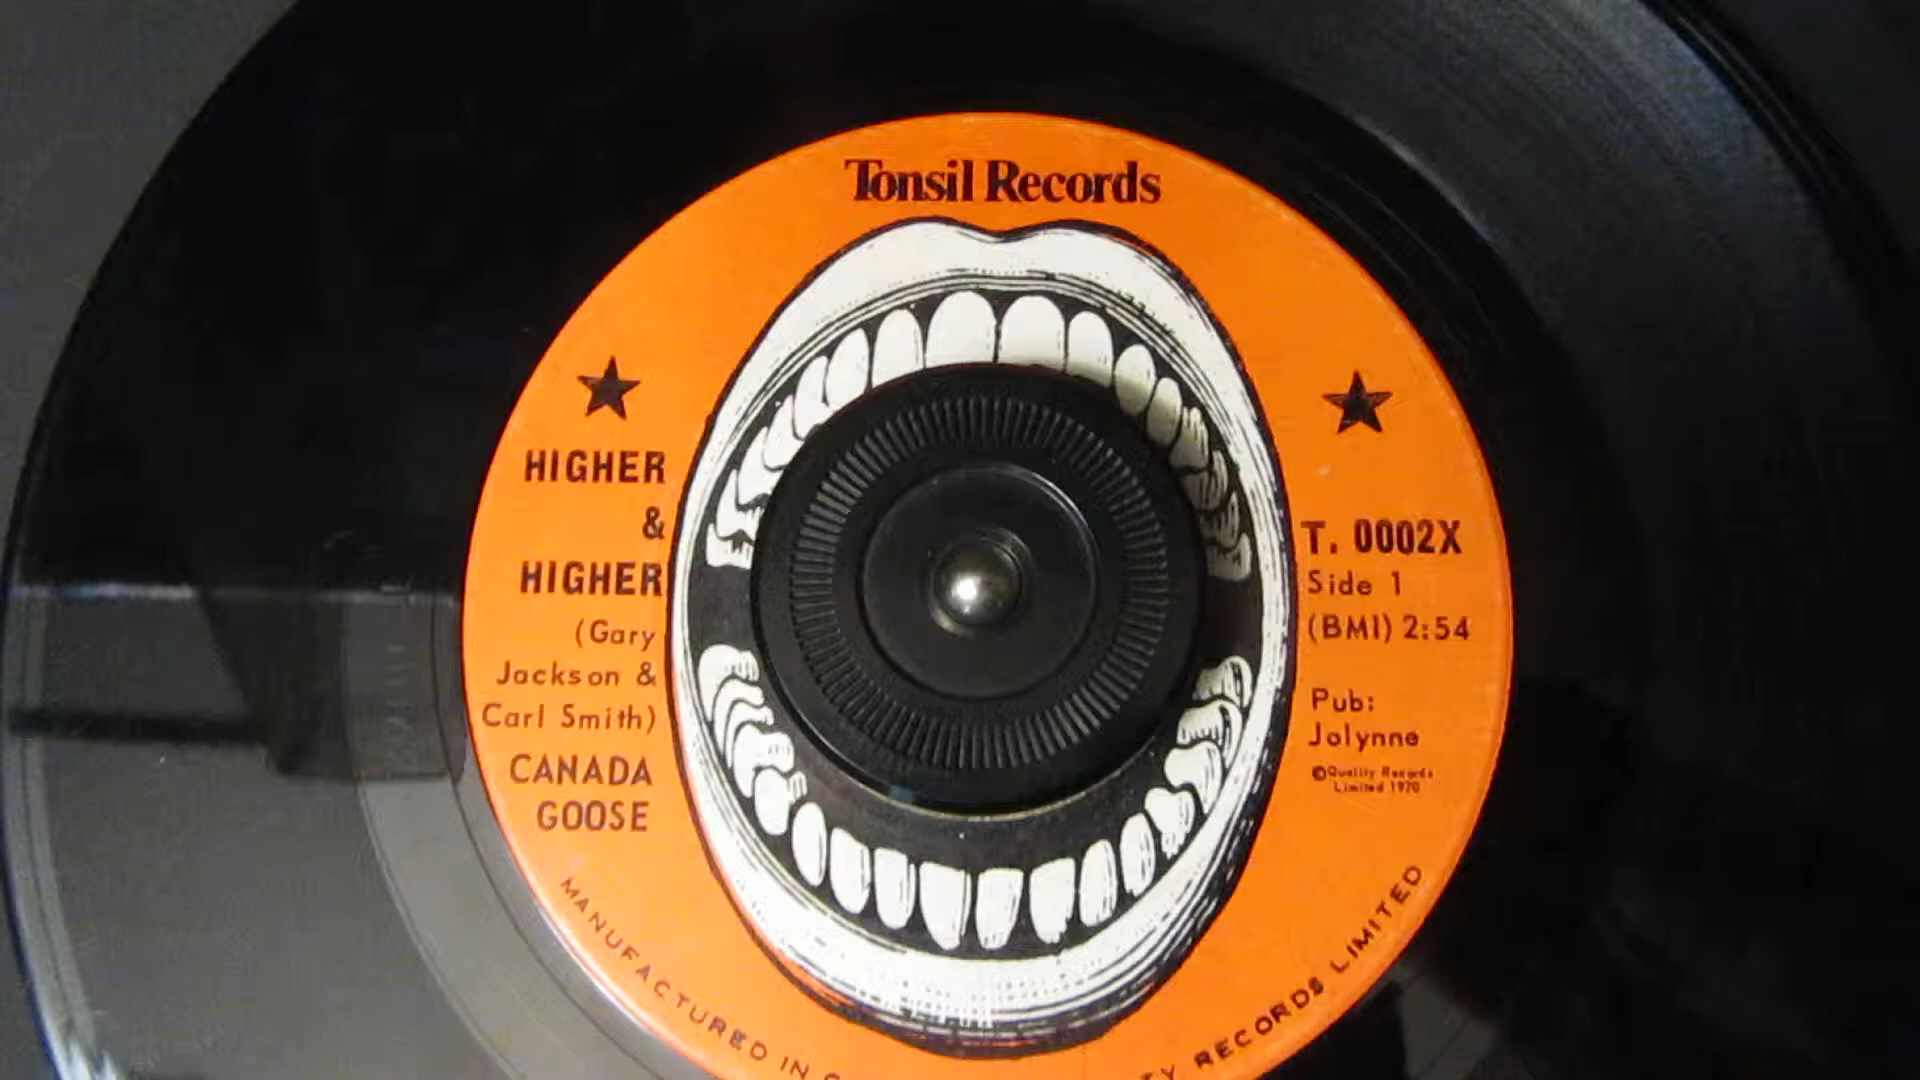 Tonsil Records
HIGHER
&
HIGHER
(Gary
Jackson &
Carl Smith)
CANADA
GOOSE
T. 0002X
Side 1
(BMI) 2:54
Pub:
Jolynne
©Quality Records
Limited 1970
MANUFACTURED IN
RECORDS LIMITED